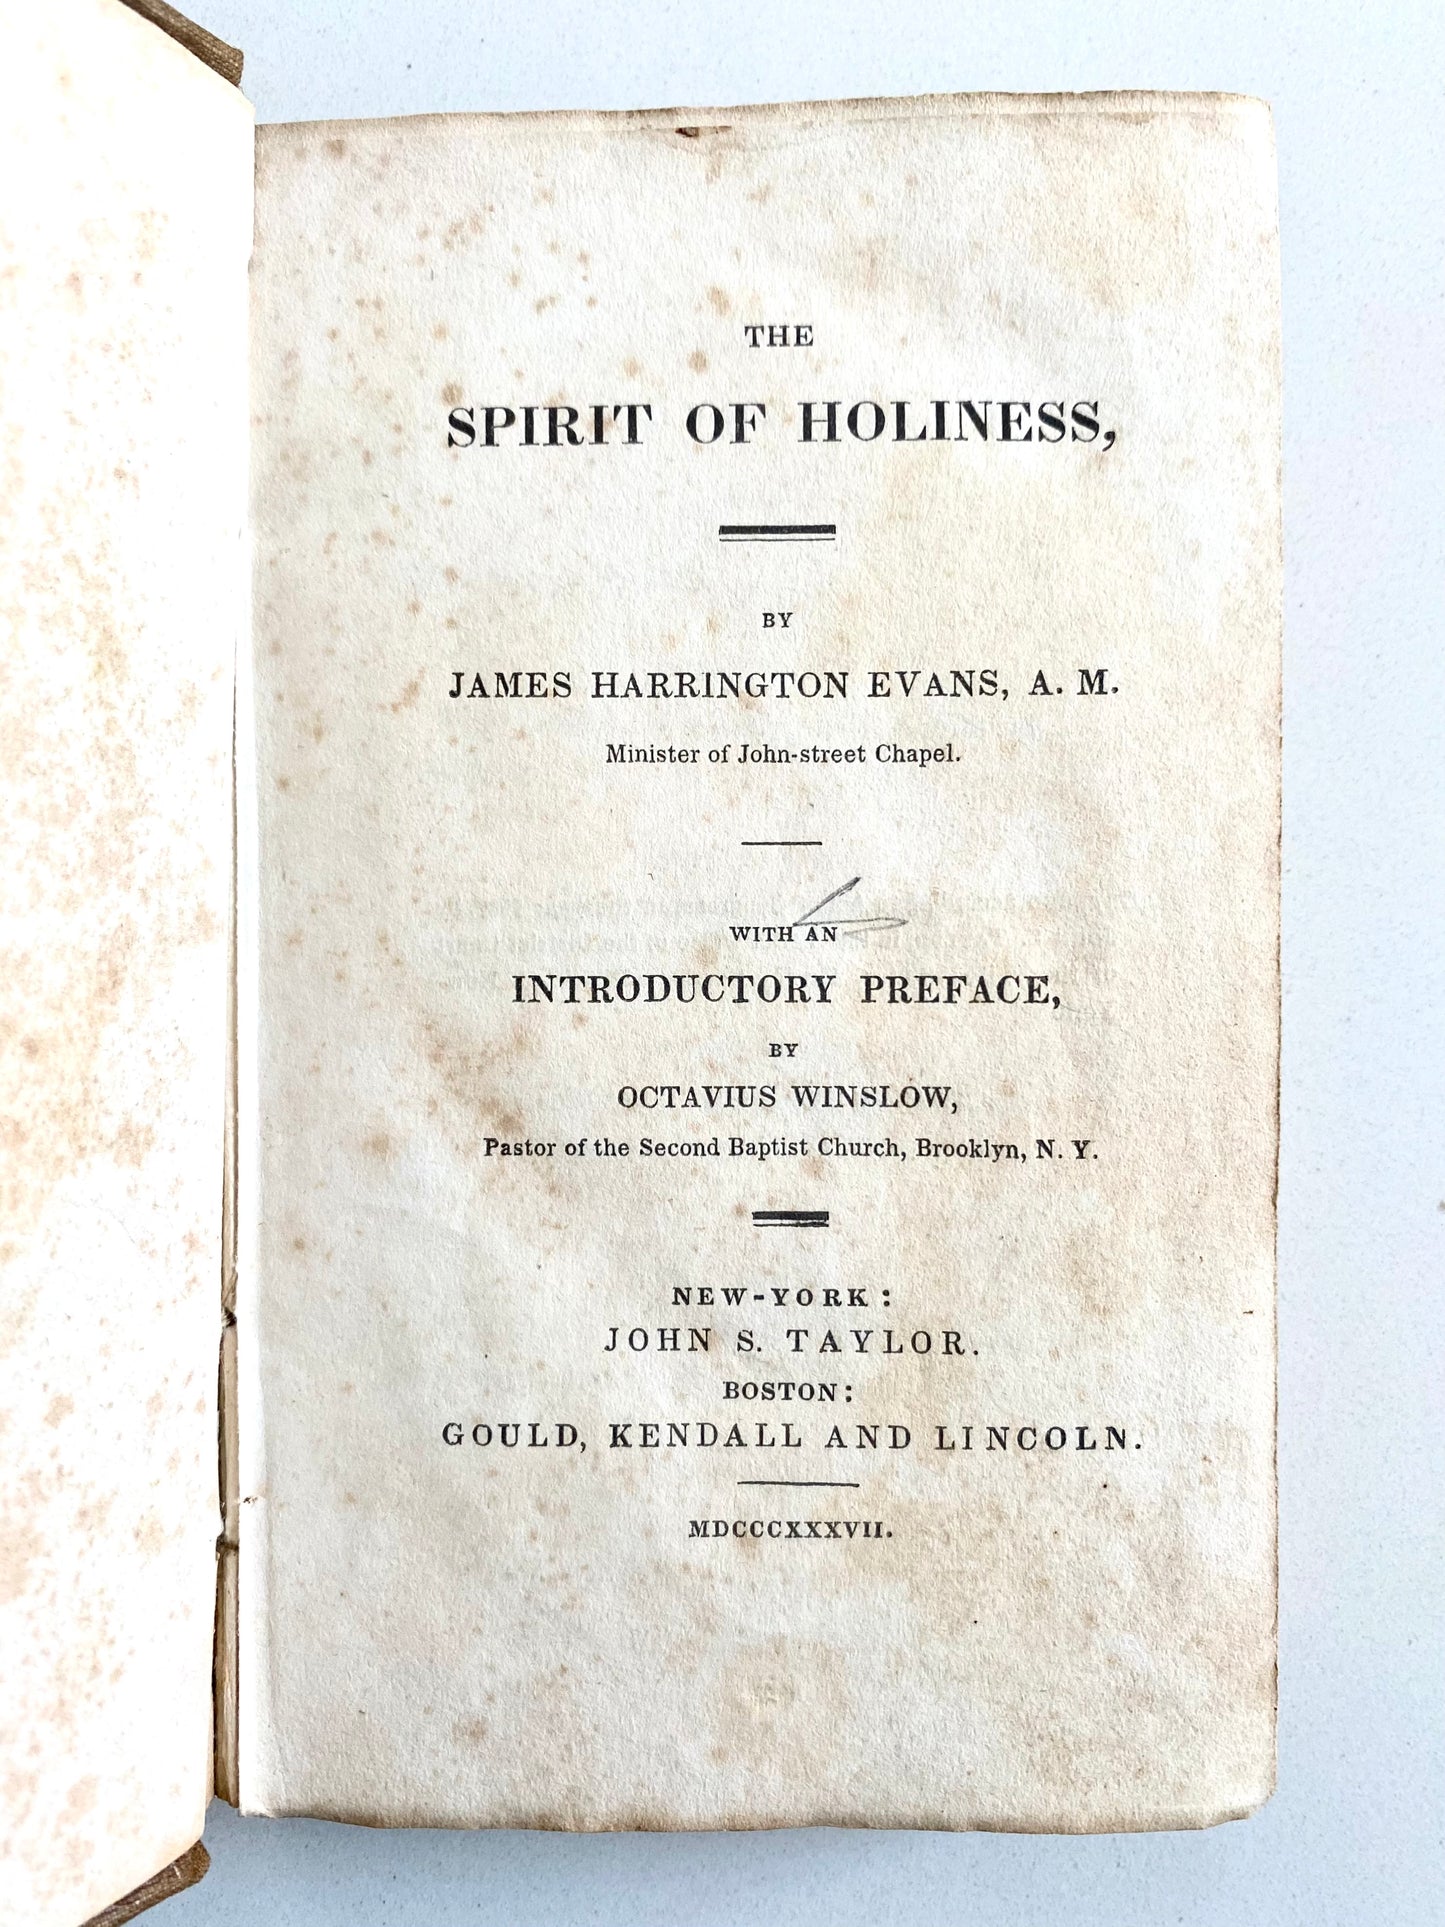 THE
SPIRIT OF HOLINESS,
BY
JAMES HARRINGTON EVANS, A. M.
Minister of John-street Chapel.
WITH AN
INTRODUCTORY PREFACE,
BY
OCTAVIUS WINSLOW,
Pastor of the Second Baptist Church, Brooklyn, N. Y.
NEW-YORK:
JOHN S. TAYLOR.
BOSTON:
GOULD, KENDALL AND LINCOLN.
MDCCCXXXVII.